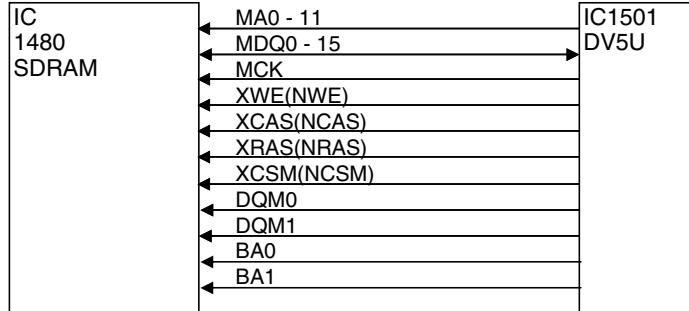 IC
1480
SDRAM
MA0 - 11
MDQ0 - 15
MCK
XWE(NWE)
XCAS(NCAS)
XRAS(NRAS)
XCSM(NCSM)
DQM0
DQM1
BA0
BA1
IC1501
DV5U